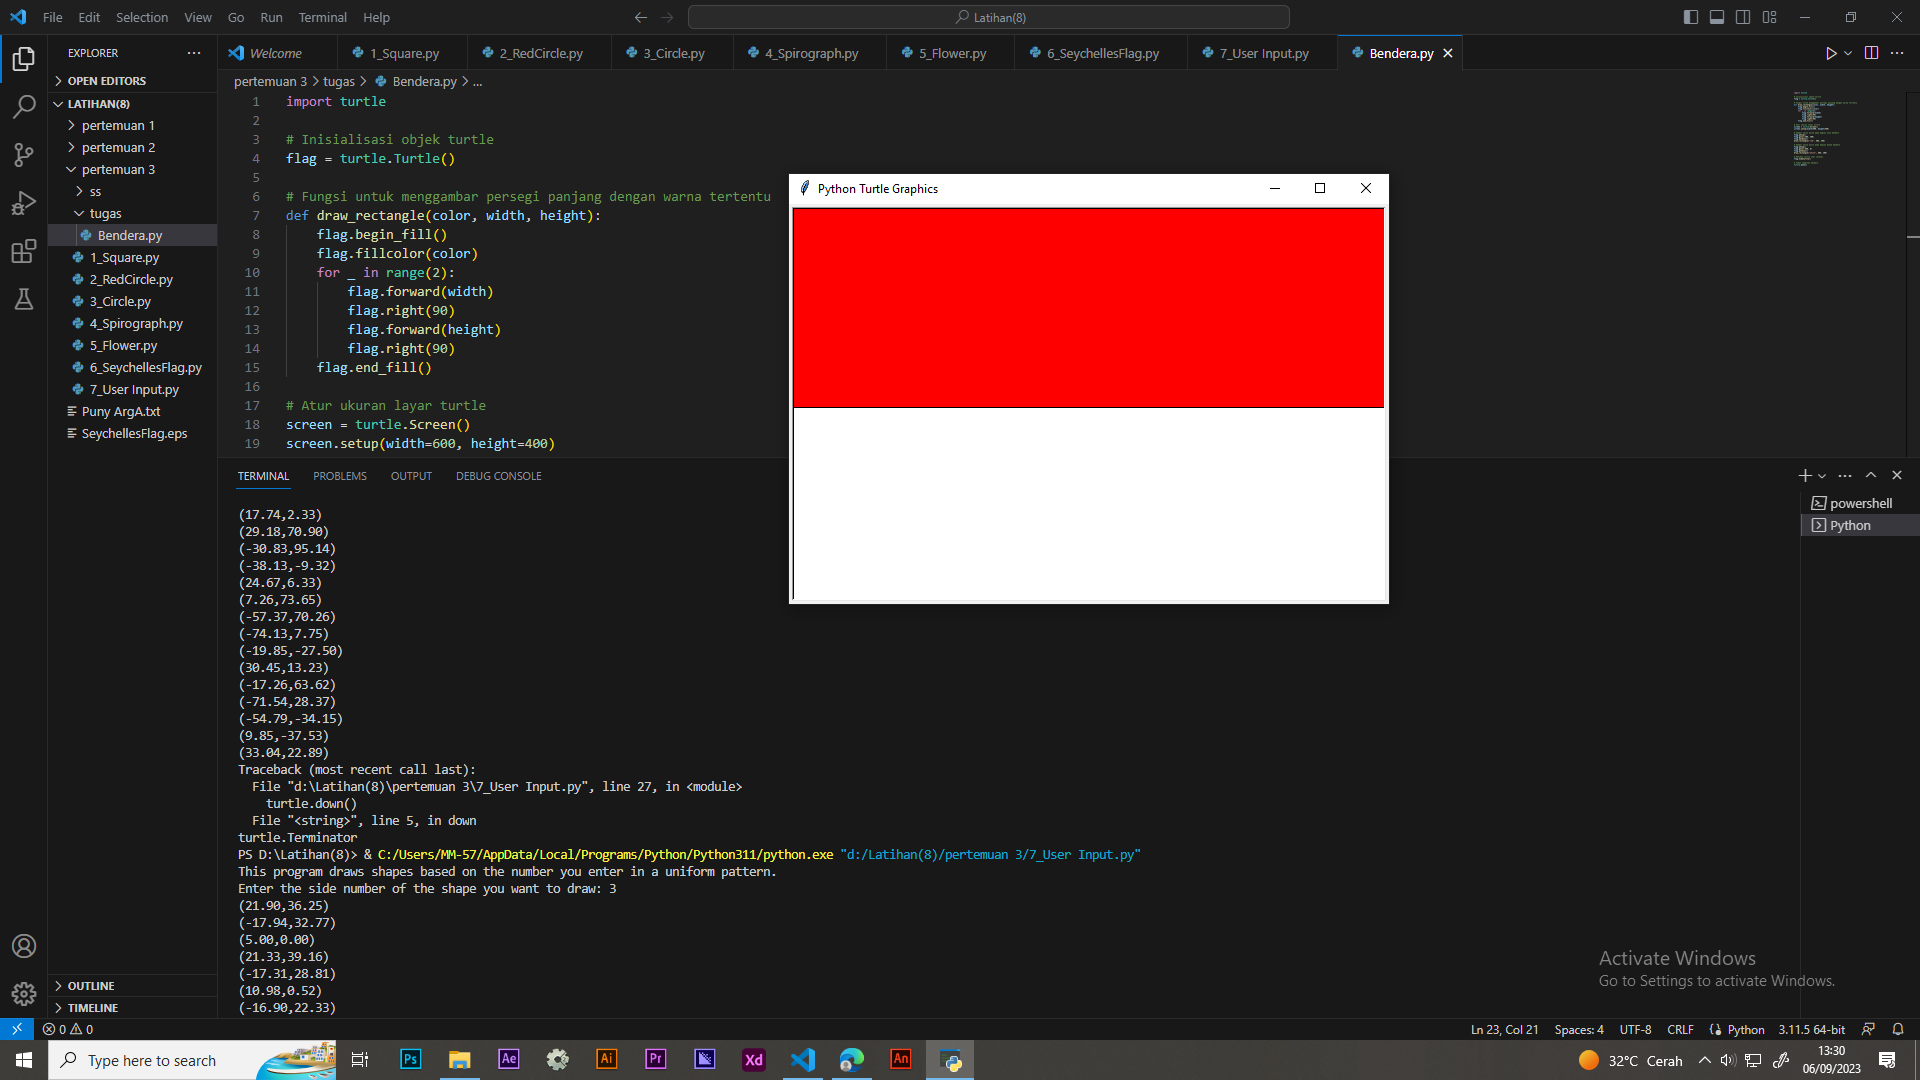 File Edit Selection View Go Run Terminal Help
Latihan(8)
EXPLORER
Welcome 1_Square.py 2_RedCircle.py 3_Circle.py 4_Spirograph.py 5_Flower.py 6_SeychellesFlag.py 7_User Input.py Bendera.py
OPEN EDITORS
LATIHAN(8)
pertemuan 1
pertemuan 2
pertemuan 3
ss
tugas
Bendera.py
1_Square.py
2_RedCircle.py
3_Circle.py
4_Spirograph.py
5_Flower.py
6_SeychellesFlag.py
7_User Input.py
Puny ArgA.txt
SeychellesFlag.eps
OUTLINE
TIMELINE
pertemuan 3 > tugas > Bendera.py > ...
1 import turtle
2
3 # Inisialisasi objek turtle
4 flag = turtle.Turtle()
5
6 # Fungsi untuk menggambar persegi panjang dengan warna tertentu
7 def draw_rectangle(color, width, height):
8 flag.begin_fill()
9 flag.fillcolor(color)
10 for _ in range(2):
11 flag.forward(width)
12 flag.right(90)
13 flag.forward(height)
14 flag.right(90)
15 flag.end_fill()
16
17 # Atur ukuran layar turtle
18 screen = turtle.Screen()
19 screen.setup(width=600, height=400)
Python Turtle Graphics
TERMINAL PROBLEMS OUTPUT DEBUG CONSOLE
powershell
Python
(17.74,2.33)
(29.18,70.90)
(-30.83,95.14)
(-38.13,-9.32)
(24.67,6.33)
(7.26,73.65)
(-57.37,70.26)
(-74.13,7.75)
(-19.85,-27.50)
(30.45,13.23)
(-17.26,63.62)
(-71.54,28.37)
(-54.79,-34.15)
(9.85,-37.53)
(33.04,22.89)
Traceback (most recent call last):
File "d:\Latihan(8)\pertemuan 3\7_User Input.py", line 27, in <module>
turtle.down()
File "<string>", line 5, in down
turtle.Terminator
PS D:\Latihan(8)> & C:/Users/MM-57/AppData/Local/Programs/Python/Python311/python.exe "d:/Latihan(8)/pertemuan 3/7_User Input.py"
This program draws shapes based on the number you enter in a uniform pattern.
Enter the side number of the shape you want to draw: 3
(21.90,36.25)
(-17.94,32.77)
(5.00,0.00)
(21.33,39.16)
(-17.31,28.81)
(10.98,0.52)
(-16.90,22.33)
Activate Windows
Go to Settings to activate Windows.
0 0
Ln 23, Col 21 Spaces: 4 UTF-8 CRLF Python 3.11.5 64-bit
Type here to search
Ps Ae Ai Pr Xd An
32°C Cerah
13:30
06/09/2023